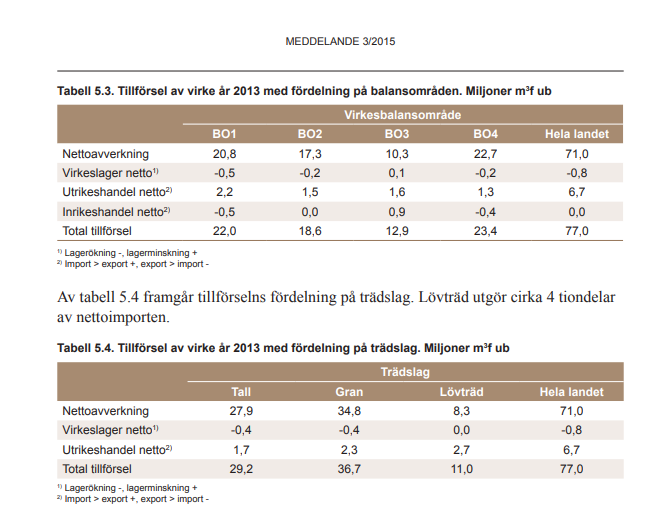 MEDDELANDE 3/2015
Tabell 5.3. Tillförsel av virke år 2013 med fördelning på balansområden. Miljoner m³f ub
Virkesbalansområde
BO1 BO2 BO3 BO4 Hela landet
Nettoavverkning 20,8 17,3 10,3 22,7 71,0
Virkeslager netto¹⁾ -0,5 -0,2 0,1 -0,2 -0,8
Utrikeshandel netto²⁾ 2,2 1,5 1,6 1,3 6,7
Inrikeshandel netto²⁾ -0,5 0,0 0,9 -0,4 0,0
Total tillförsel 22,0 18,6 12,9 23,4 77,0
¹⁾ Lagerökning -, lagerminskning +
²⁾ Import > export +, export > import -
Av tabell 5.4 framgår tillförselns fördelning på trädslag. Lövträd utgör cirka 4 tiondelar
av nettoimporten.
Tabell 5.4. Tillförsel av virke år 2013 med fördelning på trädslag. Miljoner m³f ub
Trädslag
Tall Gran Lövträd Hela landet
Nettoavverkning 27,9 34,8 8,3 71,0
Virkeslager netto¹⁾ -0,4 -0,4 0,0 -0,8
Utrikeshandel netto²⁾ 1,7 2,3 2,7 6,7
Total tillförsel 29,2 36,7 11,0 77,0
¹⁾ Lagerökning -, lagerminskning +
²⁾ Import > export +, export > import -